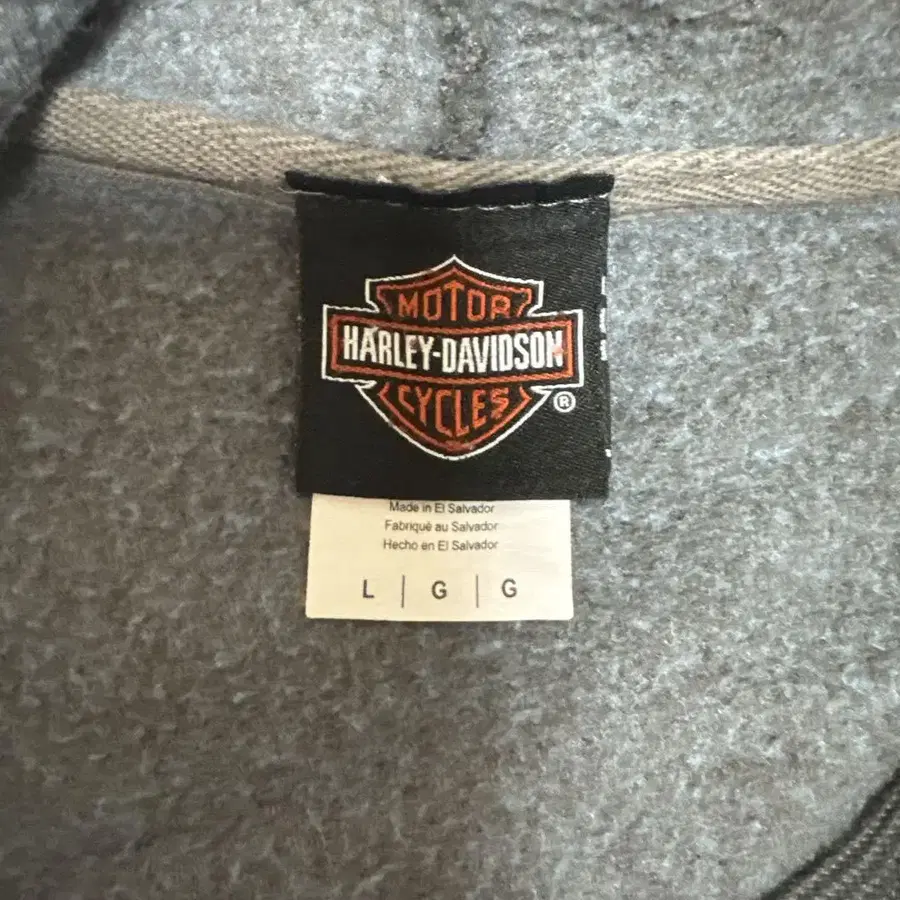 MOTOR
HARLEY-DAVIDSON
CYCLES
®
Made in El Salvador
Fabriqué au Salvador
Hecho en El Salvador
L | G | G